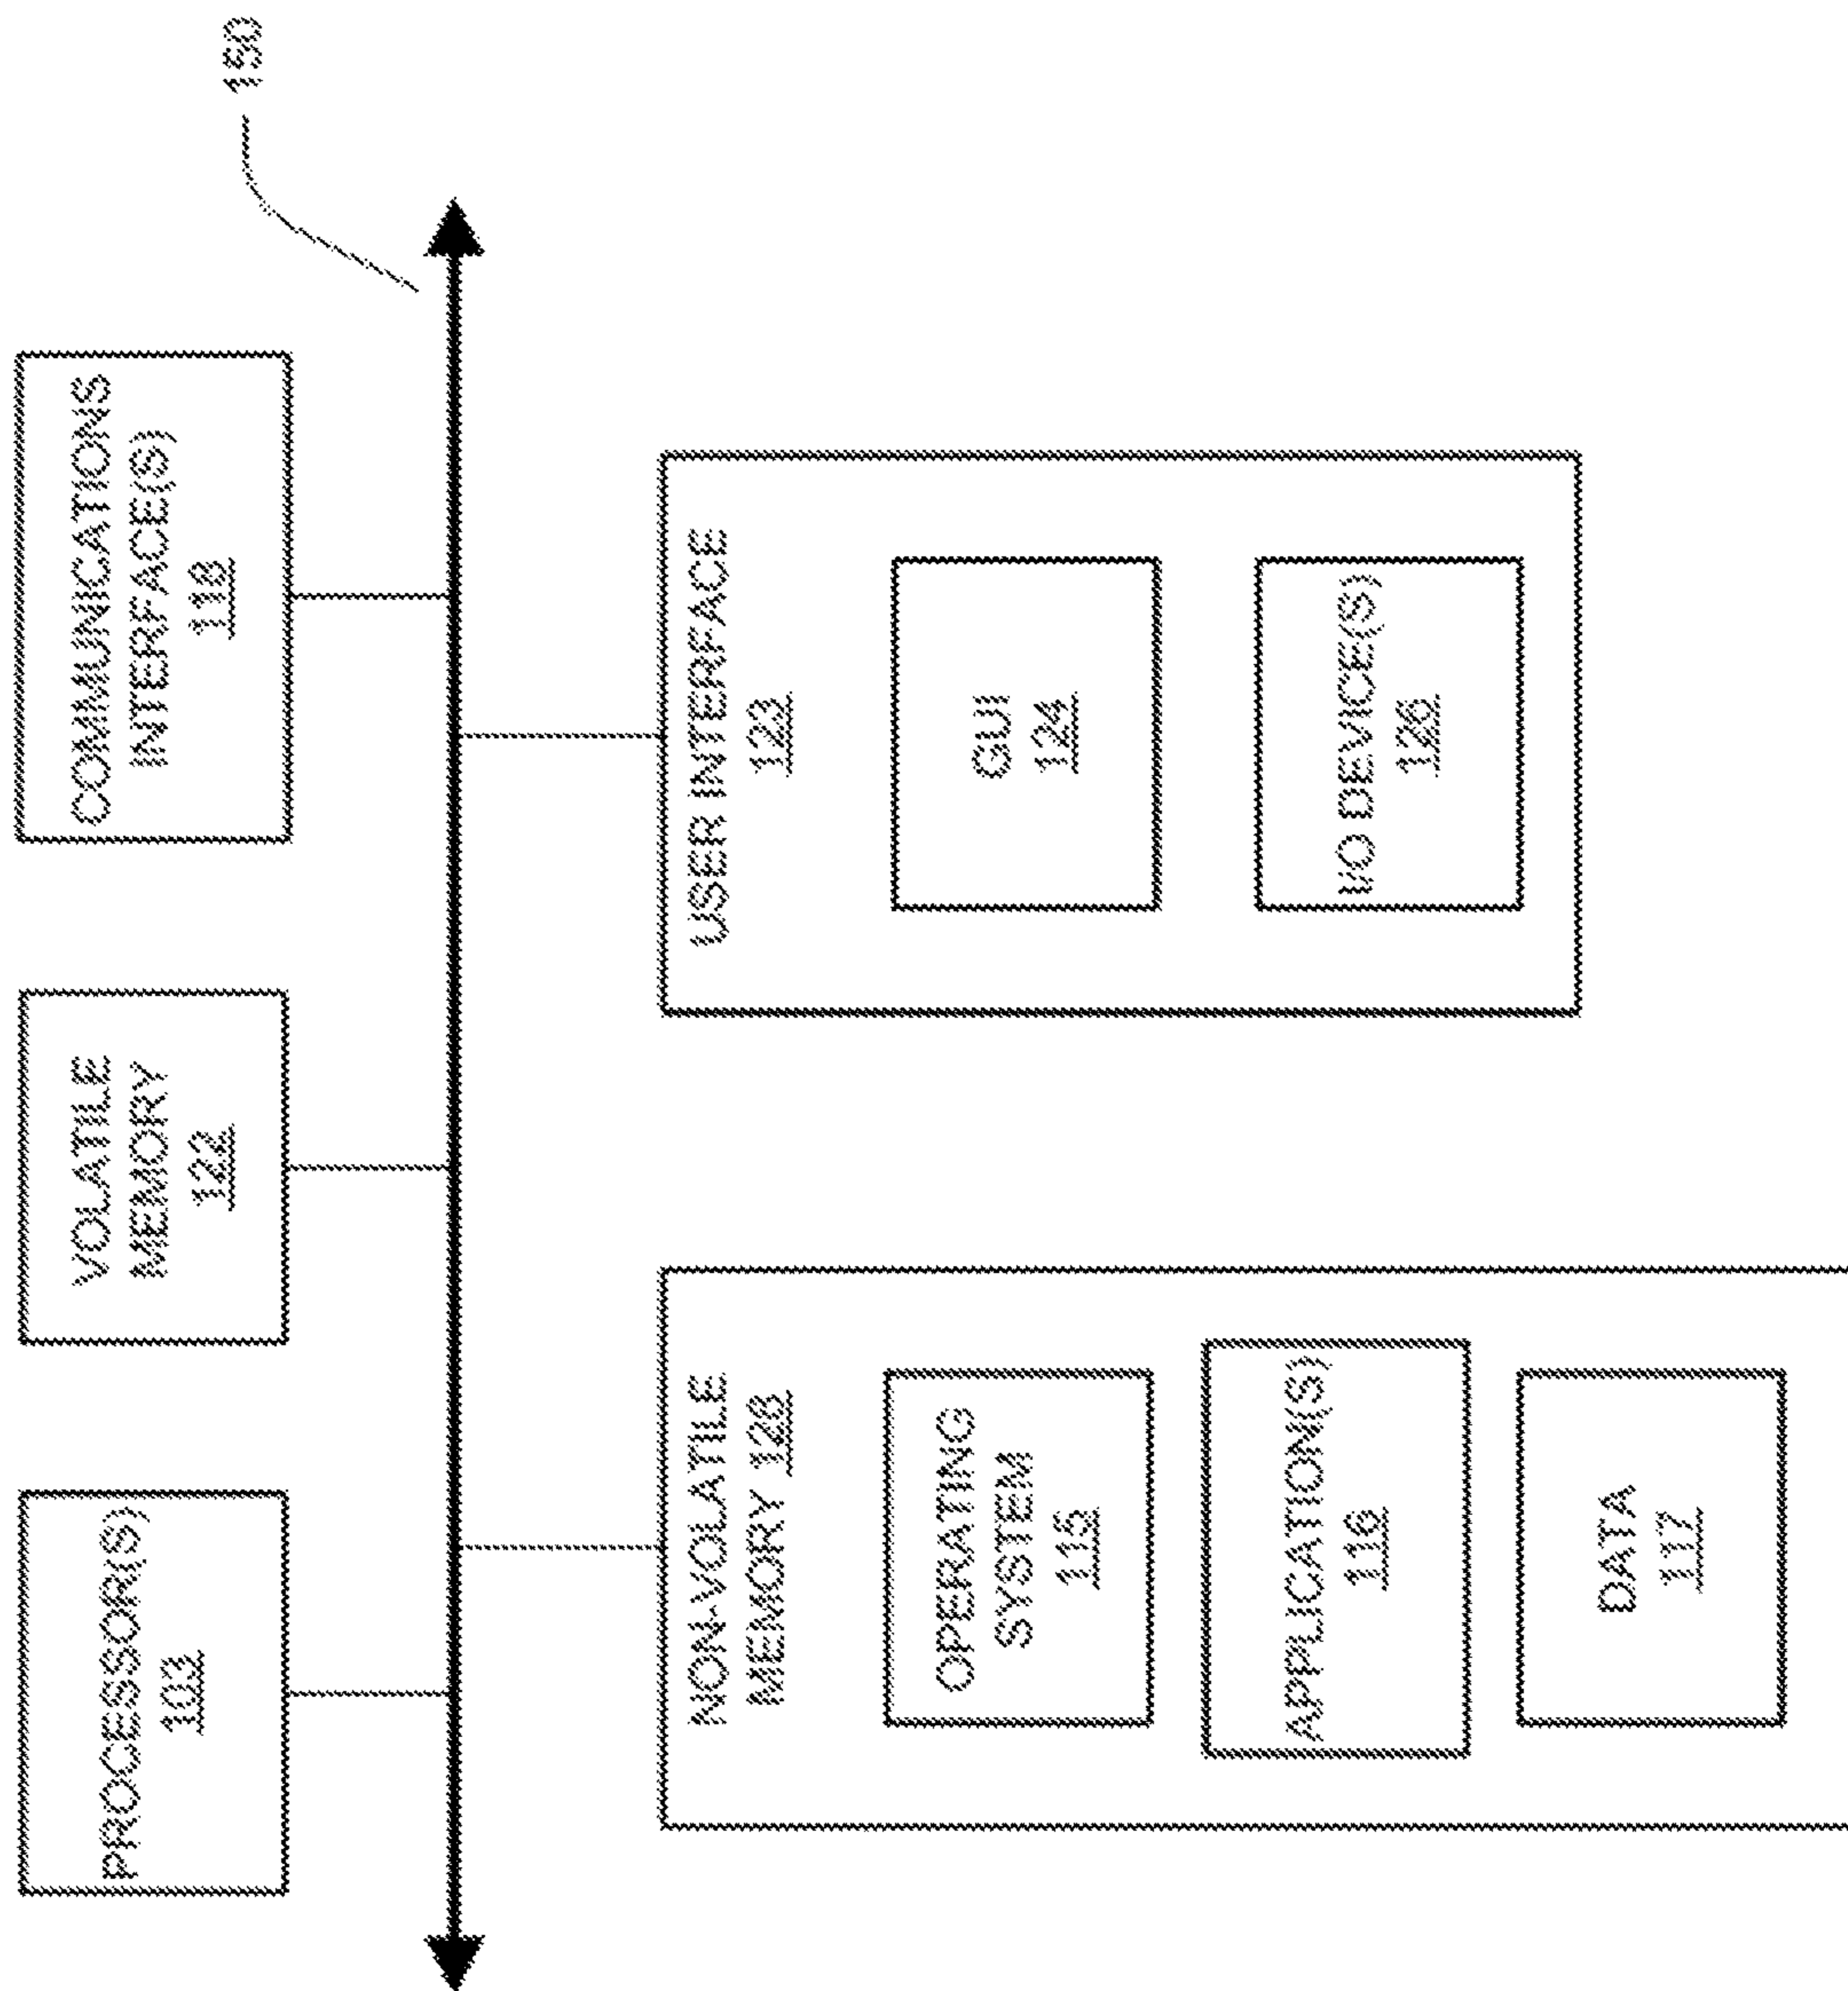 PROCESSOR(S)
103
VOLATILE
MEMORY
122
COMMUNICATIONS
INTERFACE(S)
118
150
NON-VOLATILE
MEMORY 128
OPERATING
SYSTEM
115
APPLICATION(S)
116
DATA
117
USER INTERFACE
123
GUI
124
I/O DEVICE(S)
126